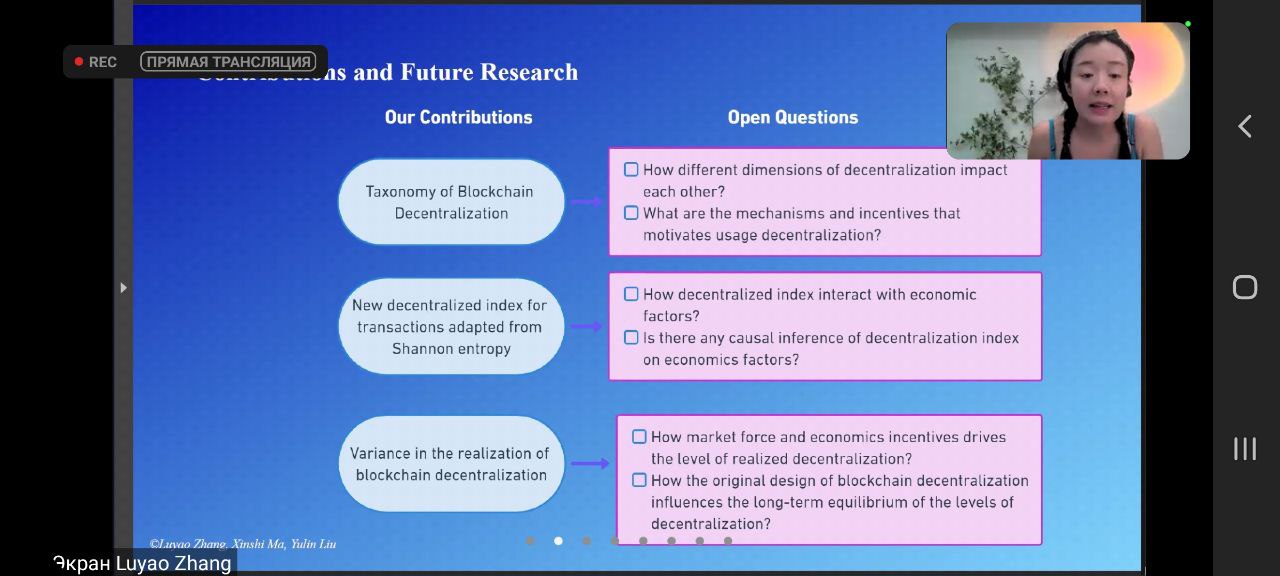 REC ПРЯМАЯ ТРАНСЛЯЦИЯ
and Future Research
Our Contributions
Open Questions
Taxonomy of Blockchain
Decentralization
How different dimensions of decentralization impact
each other?
What are the mechanisms and incentives that
motivates usage decentralization?
New decentralized index for
transactions adapted from
Shannon entropy
How decentralized index interact with economic
factors?
Is there any causal inference of decentralization index
on economics factors?
Variance in the realization of
blockchain decentralization
How market force and economics incentives drives
the level of realized decentralization?
How the original design of blockchain decentralization
influences the long-term equilibrium of the levels of
decentralization?
©Luyao Zhang, Xinshi Ma, Yulin Liu
Экран Luyao Zhang